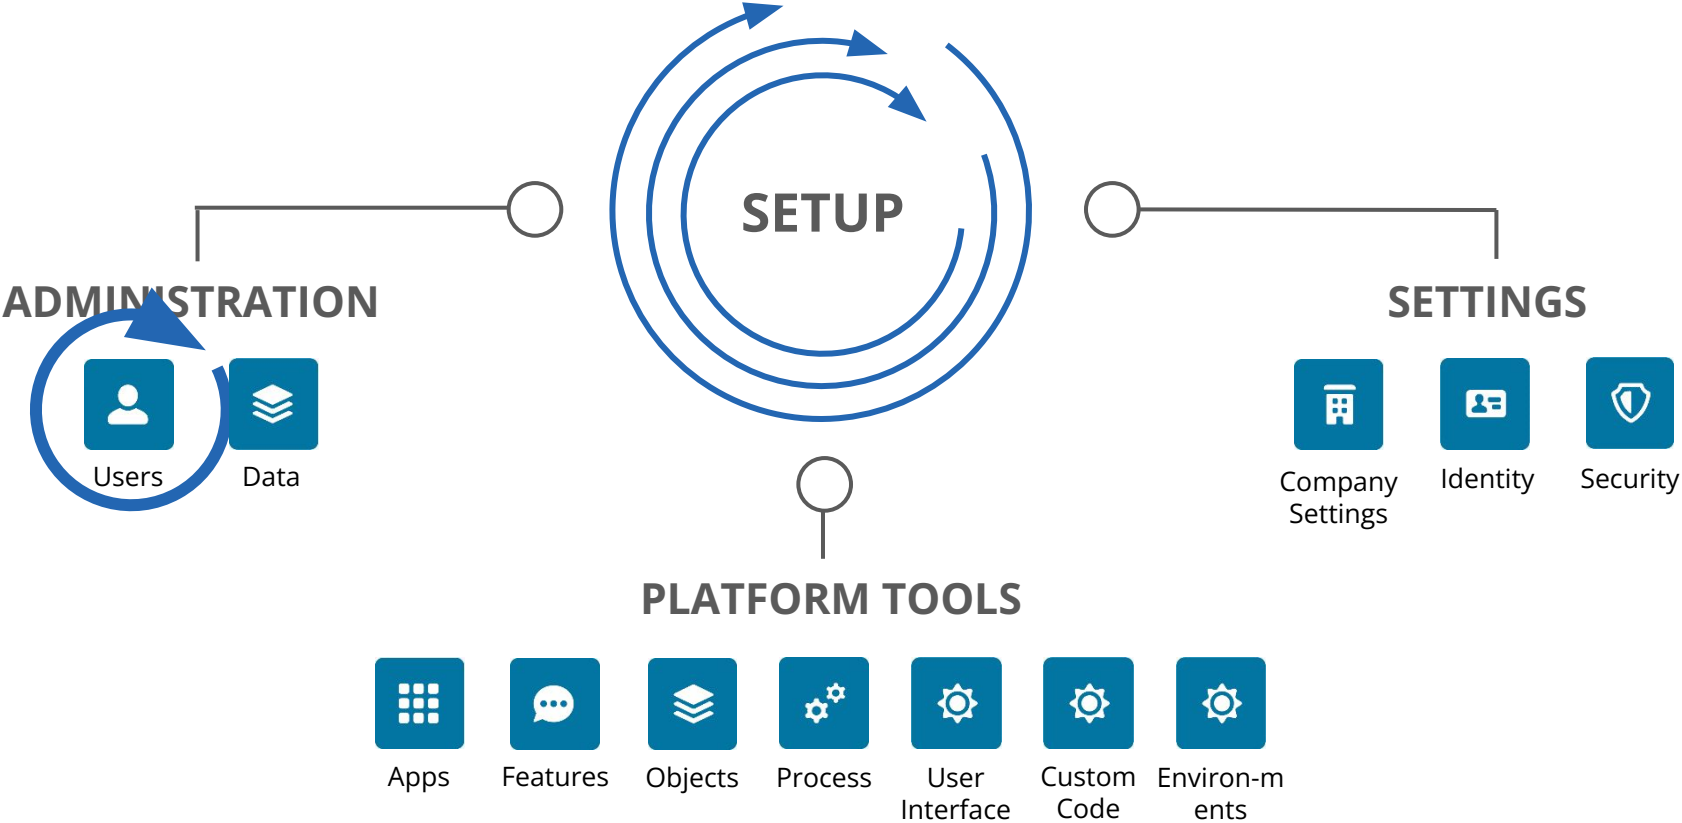 SETUP
ADMINISTRATION
Users
Data
SETTINGS
Company
Settings
Identity
Security
PLATFORM TOOLS
Apps
Features
Objects
Process
User
Interface
Custom
Code
Environ-m
ents